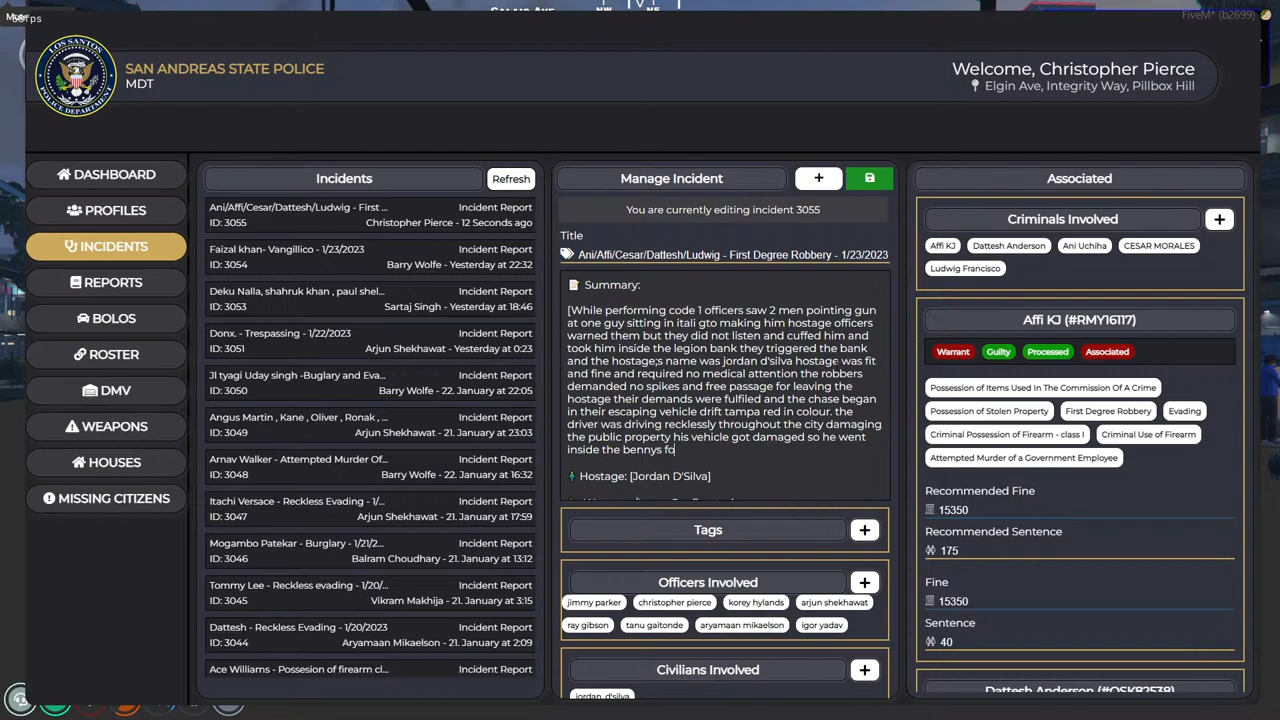 CALAIS AVE
NW
NE
FiveM* (b2699)
LOS SANTOS
POLICE DEPARTMENT
SAN ANDREAS STATE POLICE
MDT
Welcome, Christopher Pierce
Elgin Ave, Integrity Way, Pillbox Hill
DASHBOARD
PROFILES
INCIDENTS
REPORTS
BOLOS
ROSTER
DMV
WEAPONS
HOUSES
MISSING CITIZENS
Incidents
Refresh
Ani/Affi/Cesar/Dattesh/Ludwig - First ... Incident Report
ID: 3055 Christopher Pierce - 12 Seconds ago
Faizal khan- Vangillico - 1/23/2023 Incident Report
ID: 3054 Barry Wolfe - Yesterday at 22:32
Deku Nalla, shahruk khan , paul shel... Incident Report
ID: 3053 Sartaj Singh - Yesterday at 18:46
Donx. - Trespassing - 1/22/2023 Incident Report
ID: 3051 Arjun Shekhawat - Yesterday at 0:23
Jl tyagi Uday singh -Buglary and Eva... Incident Report
ID: 3050 Barry Wolfe - 22. January at 22:05
Angus Martin , Kane , Oliver , Ronak , ... Incident Report
ID: 3049 Arjun Shekhawat - 22. January at 23:03
Arrav Walker - Attempted Murder Of... Incident Report
ID: 3048 Barry Wolfe - 22. January at 16:32
Itachi Versace - Reckless Evading - 1/... Incident Report
ID: 3047 Arjun Shekhawat - 21. January at 17:59
Mogambo Patekar - Burglary - 1/21/2... Incident Report
ID: 3046 Balram Choudhary - 21. January at 13:12
Tommy Lee - Reckless evading - 1/20/... Incident Report
ID: 3045 Vikram Makhija - 21. January at 3:15
Dattesh - Reckless Evading - 1/20/2023 Incident Report
ID: 3044 Aryamaan Mikaelson - 21. January at 2:09
Ace Williams - Possesion of firearm cl... Incident Report
Manage Incident
You are currently editing incident 3055
Title
Ani/Affi/Cesar/Dattesh/Ludwig - First Degree Robbery - 1/23/2023
Summary:
[While performing code 1 officers saw 2 men pointing gun
at one guy sitting in itali gto making him hostage officers
warned them but they did not listen and cuffed him and
took him inside the legion bank they triggered the bank
and the hostage;s name was jordan d'silva hostage was fit
and fine and required no medical attention the robbers
demanded no spikes and free passage for leaving the
hostage their demands were fulfiled and the chase began
in their escaping vehicle drift tampa red in colour. the
driver was driving recklessly throughout the city damaging
the public property his vehicle got damaged so he went
inside the bennys fo
Hostage: [Jordan D'Silva]
Tags
Officers Involved
jimmy parker christopher pierce korey hylands arjun shekhawat
ray gibson tanu gaitonde aryamaan mikaelson igor yadav
Civilians Involved
jordan d'silva
Associated
Criminals Involved
Affi KJ Dattesh Anderson Ani Uchiha CESAR MORALES
Ludwig Francisco
Affi KJ (#RMY16117)
Warrant Guilty Processed Associated
Possession of Items Used In The Commission Of A Crime
Possession of Stolen Property First Degree Robbery Evading
Criminal Possession of Firearm - class I Criminal Use of Firearm
Attempted Murder of a Government Employee
Recommended Fine
15350
Recommended Sentence
175
Fine
15350
Sentence
40
Dattesh Anderson (#OSK82538)